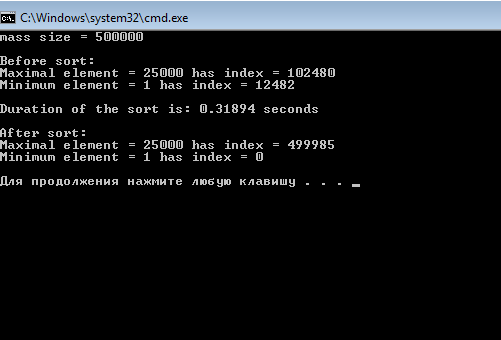 C:\Windows\system32\cmd.exe
mass size = 500000
Before sort:
Maximal element = 25000 has index = 102480
Minimum element = 1 has index = 12482
Duration of the sort is: 0.31894 seconds
After sort:
Maximal element = 25000 has index = 499985
Minimum element = 1 has index = 0
Для продолжения нажмите любую клавишу . . . _